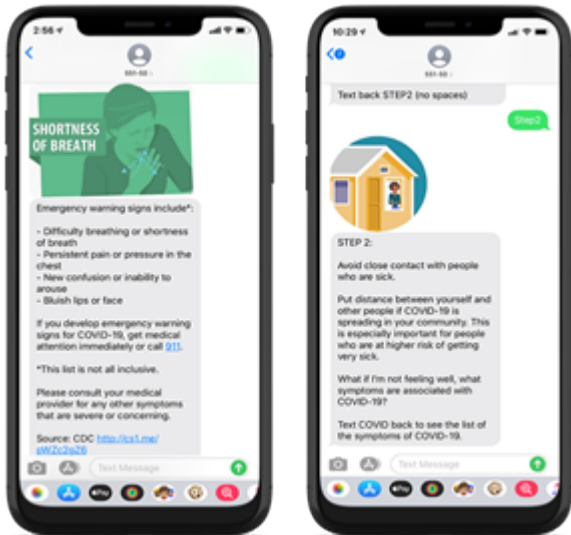 2:56
551-50
SHORTNESS
OF BREATH
Emergency warning signs include*:
- Difficulty breathing or shortness
of breath
- Persistent pain or pressure in the
chest
- New confusion or inability to
arouse
- Bluish lips or face
If you develop emergency warning
signs for COVID-19, get medical
attention immediately or call 911.
*This list is not all inclusive.
Please consult your medical
provider for any other symptoms
that are severe or concerning.
Source: CDC http://cs1.me/
Text Message
Pay
10:29
Text back STEP2 (no spaces)
Step2
STEP 2:
Avoid close contact with people
who are sick.
Put distance between yourself and
other people if COVID-19 is
spreading in your community. This
is especially important for people
who are at higher risk of getting
very sick.
What if I'm not feeling well, what
symptoms are associated with
COVID-19?
Text COVID back to see the list of
the symptoms of COVID-19.
Text Message
Pay